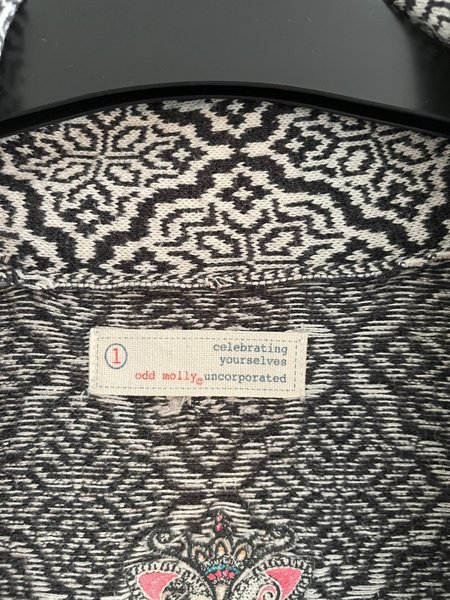 1
celebrating
yourselves
odd molly© uncorporated